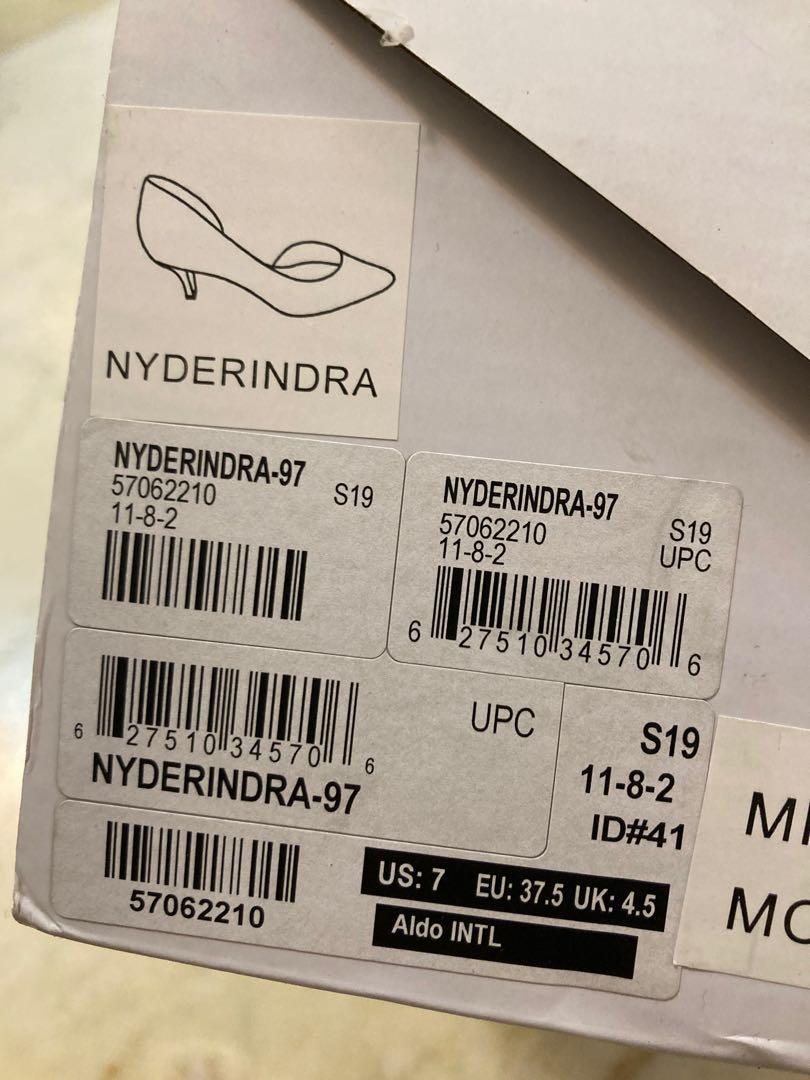 NYDERINDRA
NYDERINDRA-97
57062210 S19
11-8-2
NYDERINDRA-97
57062210 S19
11-8-2 UPC
6 27510 34570 6
6 27510 34570 6
UPC
NYDERINDRA-97
S19
11-8-2
ID#41
57062210
US: 7 EU: 37.5 UK: 4.5
Aldo INTL